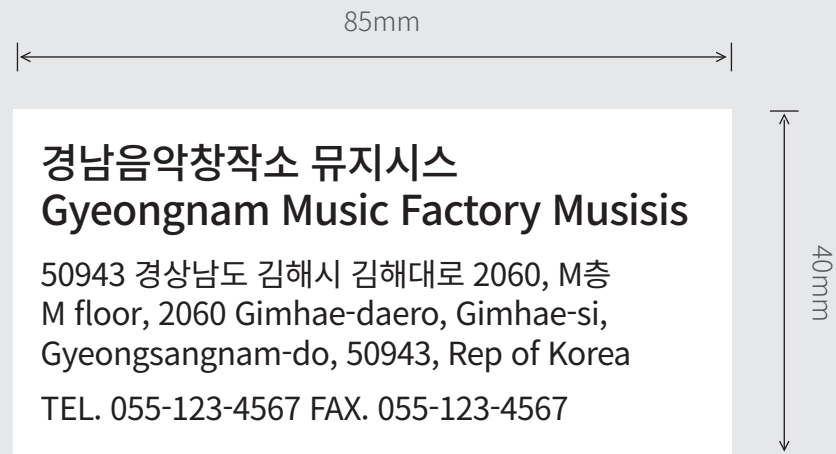 85mm
경남음악창작소 뮤지시스
Gyeongnam Music Factory Musisis
50943 경상남도 김해시 김해대로 2060, M층
M floor, 2060 Gimhae-daero, Gimhae-si,
Gyeongsangnam-do, 50943, Rep of Korea
TEL. 055-123-4567 FAX. 055-123-4567
40mm